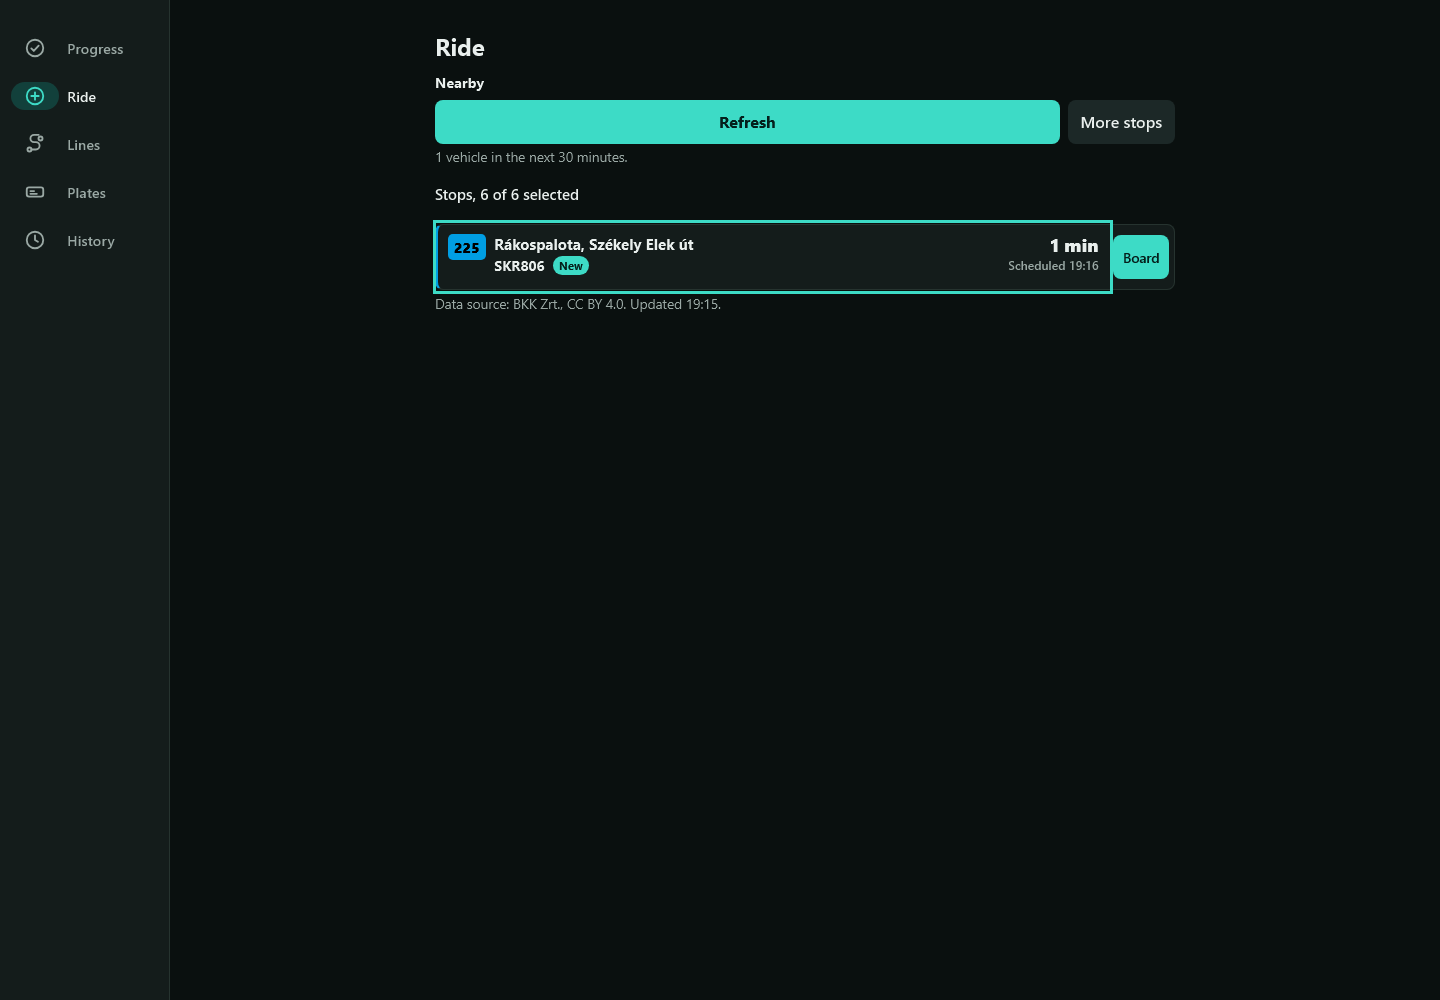 Progress
Ride
Lines
Plates
History
Ride
Nearby
Refresh
More stops
1 vehicle in the next 30 minutes.
Stops, 6 of 6 selected
225
Rákospalota, Székely Elek út
SKR806 New
1 min
Scheduled 19:16
Board
Data source: BKK Zrt., CC BY 4.0. Updated 19:15.